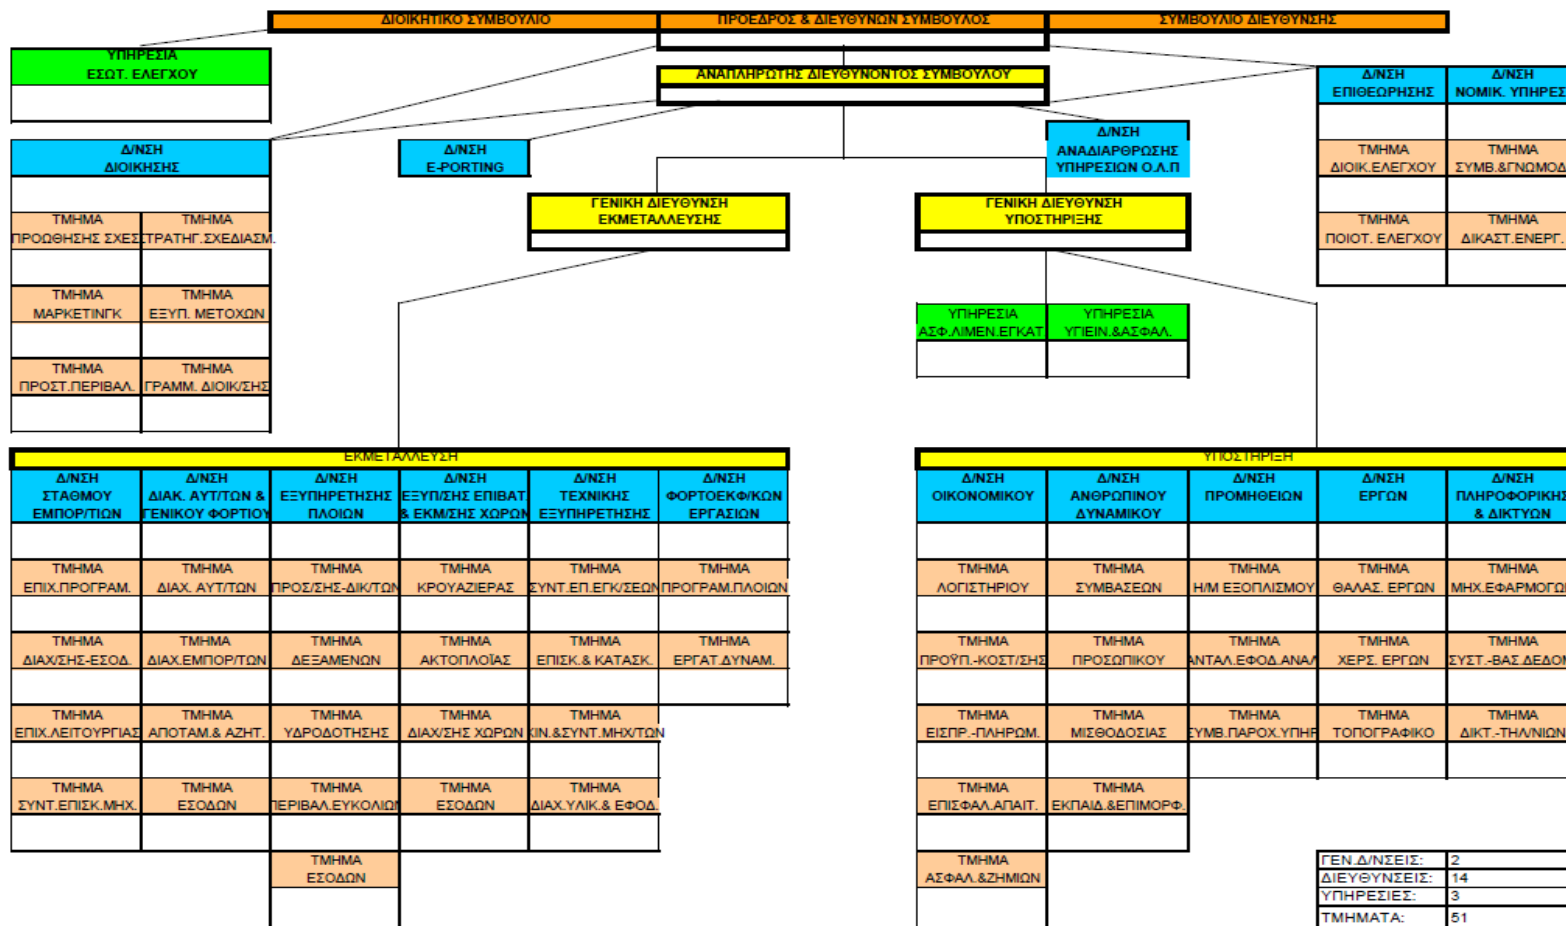 ΔΙΟΙΚΗΤΙΚΟ ΣΥΜΒΟΥΛΙΟ
ΠΡΟΕΔΡΟΣ & ΔΙΕΥΘΥΝΩΝ ΣΥΜΒΟΥΛΟΣ
ΣΥΜΒΟΥΛΙΟ ΔΙΕΥΘΥΝΣΗΣ
ΥΠΗΡΕΣΙΑ
ΕΣΩΤ. ΕΛΕΓΧΟΥ
ΑΝΑΠΛΗΡΩΤΗΣ ΔΙΕΥΘΥΝΟΝΤΟΣ ΣΥΜΒΟΥΛΟΥ
Δ/ΝΣΗ
ΕΠΙΘΕΩΡΗΣΗΣ
Δ/ΝΣΗ
ΝΟΜΙΚ. ΥΠΗΡΕΣ
ΤΜΗΜΑ
ΔΙΟΙΚ.ΕΛΕΓΧΟΥ
ΤΜΗΜΑ
ΣΥΜΒ.&ΓΝΩΜΟΔ
ΤΜΗΜΑ
ΠΟΙΟΤ. ΕΛΕΓΧΟΥ
ΤΜΗΜΑ
ΔΙΚΑΣΤ.ΕΝΕΡΓ.
Δ/ΝΣΗ
ΔΙΟΙΚΗΣΗΣ
Δ/ΝΣΗ
E-PORTING
Δ/ΝΣΗ
ΑΝΑΔΙΑΡΘΡΩΣΗΣ
ΥΠΗΡΕΣΙΩΝ Ο.Λ.Π
ΤΜΗΜΑ
ΠΡΟΩΘΗΣΗΣ ΣΧΕΣ
ΤΜΗΜΑ
ΣΤΡΑΤΗΓ.ΣΧΕΔΙΑΣΜ.
ΤΜΗΜΑ
ΜΑΡΚΕΤΙΝΓΚ
ΤΜΗΜΑ
ΕΞΥΠ. ΜΕΤΟΧΩΝ
ΤΜΗΜΑ
ΠΡΟΣΤ.ΠΕΡΙΒΑΛ.
ΤΜΗΜΑ
ΓΡΑΜΜ. ΔΙΟΙΚ/ΣΗΣ
ΓΕΝΙΚΗ ΔΙΕΥΘΥΝΣΗ
ΕΚΜΕΤΑΛΛΕΥΣΗΣ
ΓΕΝΙΚΗ ΔΙΕΥΘΥΝΣΗ
ΥΠΟΣΤΗΡΙΞΗΣ
ΥΠΗΡΕΣΙΑ
ΑΣΦ.ΛΙΜΕΝ.ΕΓΚΑΤ
ΥΠΗΡΕΣΙΑ
ΥΓΙΕΙΝ.&ΑΣΦΑΛ.
ΕΚΜΕΤΑΛΛΕΥΣΗ
Δ/ΝΣΗ
ΣΤΑΘΜΟΥ
ΕΜΠΟΡ/ΤΙΩΝ
Δ/ΝΣΗ
ΔΙΑΚ. ΑΥΤ/ΤΩΝ &
ΓΕΝΙΚΟΥ ΦΟΡΤΙΟΥ
Δ/ΝΣΗ
ΕΞΥΠΗΡΕΤΗΣΗΣ
ΠΛΟΙΩΝ
Δ/ΝΣΗ
ΕΞΥΠ/ΣΗΣ ΕΠΙΒΑΤ.
& ΕΚΜ/ΣΗΣ ΧΩΡΩΝ
Δ/ΝΣΗ
ΤΕΧΝΙΚΗΣ
ΕΞΥΠΗΡΕΤΗΣΗΣ
Δ/ΝΣΗ
ΦΟΡΤΟΕΚΦ/ΚΩΝ
ΕΡΓΑΣΙΩΝ
ΤΜΗΜΑ
ΕΠΙΧ.ΠΡΟΓΡΑΜ.
ΤΜΗΜΑ
ΔΙΑΧ. ΑΥΤ/ΤΩΝ
ΤΜΗΜΑ
ΠΡΟΣ/ΣΗΣ-ΔΙΚ/ΤΩΝ
ΤΜΗΜΑ
ΚΡΟΥΑΖΙΕΡΑΣ
ΤΜΗΜΑ
ΣΥΝΤ.ΕΠ.ΕΓΚ/ΣΕΩΝ
ΤΜΗΜΑ
ΠΡΟΓΡΑΜ.ΠΛΟΙΩΝ
ΤΜΗΜΑ
ΔΙΑΧ/ΣΗΣ-ΕΣΟΔ.
ΤΜΗΜΑ
ΔΙΑΧ.ΕΜΠΟΡ/ΤΩΝ
ΤΜΗΜΑ
ΔΕΞΑΜΕΝΩΝ
ΤΜΗΜΑ
ΑΚΤΟΠΛΟΪΑΣ
ΤΜΗΜΑ
ΕΠΙΣΚ.& ΚΑΤΑΣΚ.
ΤΜΗΜΑ
ΕΡΓΑΤ.ΔΥΝΑΜ.
ΤΜΗΜΑ
ΕΠΙΧ.ΛΕΙΤΟΥΡΓΙΑΣ
ΤΜΗΜΑ
ΑΠΟΤΑΜ.& ΑΖΗΤ.
ΤΜΗΜΑ
ΥΔΡΟΔΟΤΗΣΗΣ
ΤΜΗΜΑ
ΔΙΑΧ/ΣΗΣ ΧΩΡΩΝ
ΤΜΗΜΑ
ΚΙΝ.&ΣΥΝΤ.ΜΗΧ/ΤΩΝ
ΤΜΗΜΑ
ΣΥΝΤ.ΕΠΙΣΚ.ΜΗΧ.
ΤΜΗΜΑ
ΕΣΟΔΩΝ
ΤΜΗΜΑ
ΠΕΡΙΒΑΛ.ΕΥΚΟΛΙΩΝ
ΤΜΗΜΑ
ΕΣΟΔΩΝ
ΤΜΗΜΑ
ΔΙΑΧ.ΥΛΙΚ.& ΕΦΟΔ.
ΤΜΗΜΑ
ΕΣΟΔΩΝ
ΥΠΟΣΤΗΡΙΞΗ
Δ/ΝΣΗ
ΟΙΚΟΝΟΜΙΚΟΥ
Δ/ΝΣΗ
ΑΝΘΡΩΠΙΝΟΥ
ΔΥΝΑΜΙΚΟΥ
Δ/ΝΣΗ
ΠΡΟΜΗΘΕΙΩΝ
Δ/ΝΣΗ
ΕΡΓΩΝ
Δ/ΝΣΗ
ΠΛΗΡΟΦΟΡΙΚΗΣ
& ΔΙΚΤΥΩΝ
ΤΜΗΜΑ
ΛΟΓΙΣΤΗΡΙΟΥ
ΤΜΗΜΑ
ΣΥΜΒΑΣΕΩΝ
ΤΜΗΜΑ
Η/Μ ΕΞΟΠΛΙΣΜΟΥ
ΤΜΗΜΑ
ΘΑΛΑΣ. ΕΡΓΩΝ
ΤΜΗΜΑ
ΜΗΧ.ΕΦΑΡΜΟΓΩΝ
ΤΜΗΜΑ
ΠΡΟΫΠ.-ΚΟΣΤ/ΣΗΣ
ΤΜΗΜΑ
ΠΡΟΣΩΠΙΚΟΥ
ΤΜΗΜΑ
ΑΝΤΑΛ.ΕΦΟΔ.ΑΝΑΛ
ΤΜΗΜΑ
ΧΕΡΣ. ΕΡΓΩΝ
ΤΜΗΜΑ
ΣΥΣΤ.-ΒΑΣ.ΔΕΔΟΜ
ΤΜΗΜΑ
ΕΙΣΠΡ.-ΠΛΗΡΩΜ.
ΤΜΗΜΑ
ΜΙΣΘΟΔΟΣΙΑΣ
ΤΜΗΜΑ
ΣΥΜΒ.ΠΑΡΟΧ.ΥΠΗΡ
ΤΜΗΜΑ
ΤΟΠΟΓΡΑΦΙΚΟ
ΤΜΗΜΑ
ΔΙΚΤ.-ΤΗΛ/ΝΙΩΝ
ΤΜΗΜΑ
ΕΠΙΣΦΑΛ.ΑΠΑΙΤ.
ΤΜΗΜΑ
ΕΚΠΑΙΔ.&ΕΠΙΜΟΡΦ.
ΤΜΗΜΑ
ΑΣΦΑΛ.&ΖΗΜΙΩΝ
ΓΕΝ.Δ/ΝΣΕΙΣ: 2
ΔΙΕΥΘΥΝΣΕΙΣ: 14
ΥΠΗΡΕΣΙΕΣ: 3
ΤΜΗΜΑΤΑ: 51